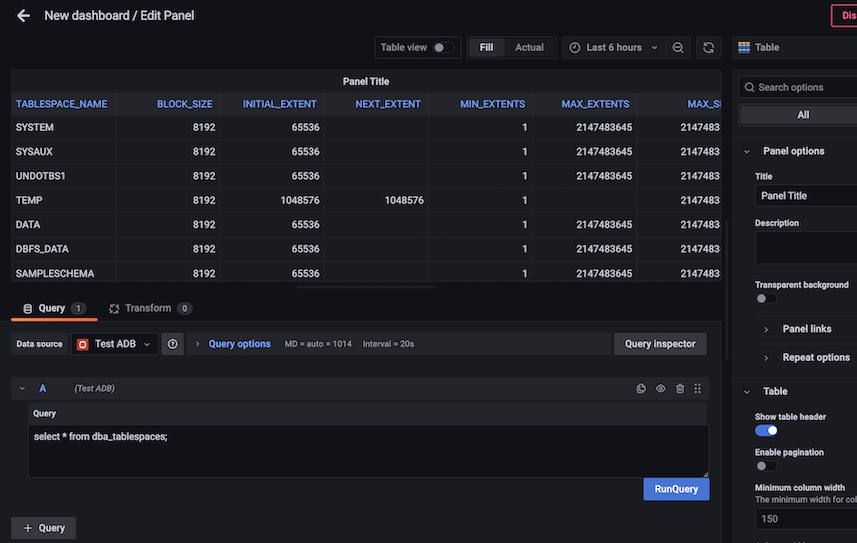 New dashboard / Edit Panel
Dis
Table view
Fill
Actual
Last 6 hours
Table
Panel Title
TABLESPACE_NAME BLOCK_SIZE INITIAL_EXTENT NEXT_EXTENT MIN_EXTENTS MAX_EXTENTS MAX_SI
SYSTEM 8192 65536 1 2147483645 2147483
SYSAUX 8192 65536 1 2147483645 2147483
UNDOTBS1 8192 65536 1 2147483645 2147483
TEMP 8192 1048576 1048576 1 2147483
DATA 8192 65536 1 2147483645 2147483
DBFS_DATA 8192 65536 1 2147483645 2147483
SAMPLESCHEMA 8192 65536 1 2147483645 2147483
Query 1
Transform 0
Data source
Test ADB
Query options
MD = auto = 1014
Interval = 20s
Query inspector
A
(Test ADB)
Query
select * from dba_tablespaces;
RunQuery
+ Query
Search options
All
Panel options
Title
Panel Title
Description
Transparent background
Panel links
Repeat options
Table
Show table header
Enable pagination
Minimum column width
The minimum width for col
150